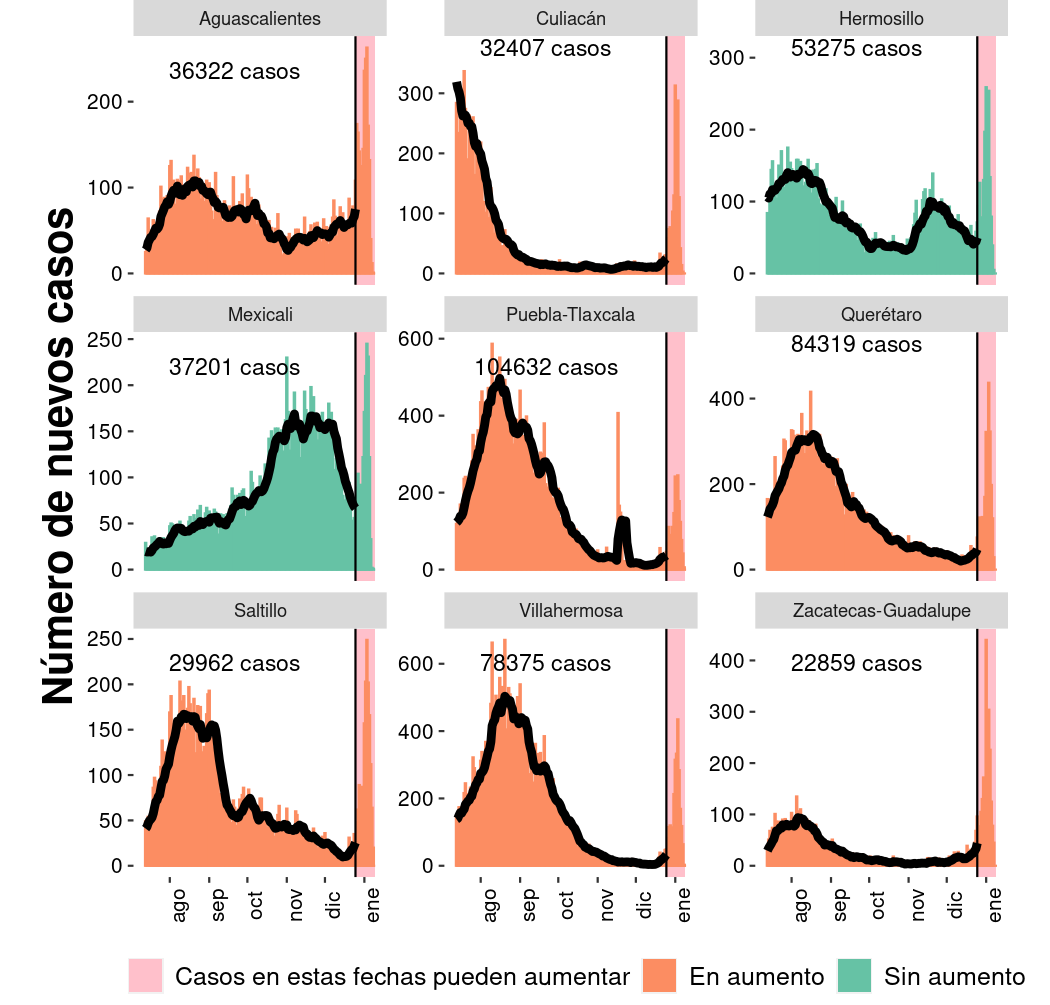 Número de nuevos casos
Aguascalientes
36322 casos
200
100
0
Culiacán
32407 casos
300
200
100
0
Hermosillo
53275 casos
300
200
100
0
Mexicali
37201 casos
250
200
150
100
50
0
Puebla-Tlaxcala
104632 casos
600
400
200
0
Querétaro
84319 casos
400
200
0
Saltillo
29962 casos
250
200
150
100
50
0
ago sep oct nov dic ene
Villahermosa
78375 casos
600
400
200
0
ago sep oct nov dic ene
Zacatecas-Guadalupe
22859 casos
400
300
200
100
0
ago sep oct nov dic ene
Casos en estas fechas pueden aumentar En aumento Sin aumento